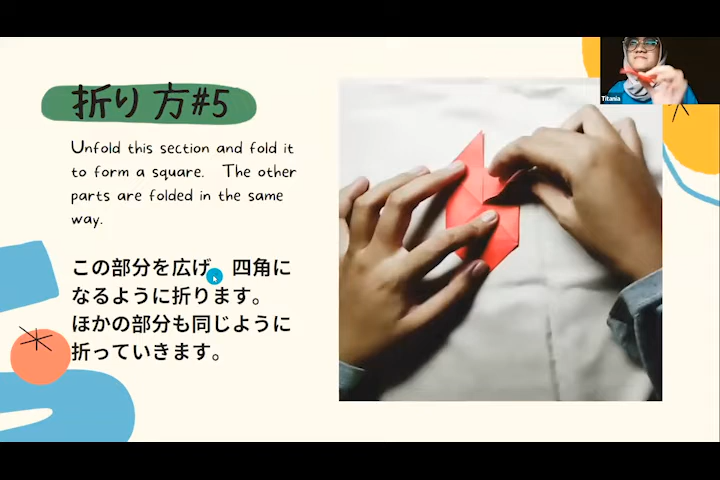 折り方#5
Unfold this section and fold it
to form a square. The other
parts are folded in the same
way.
この部分を広げ、四角に
なるように折ります。
ほかの部分も同じように
折っていきます。
Titania